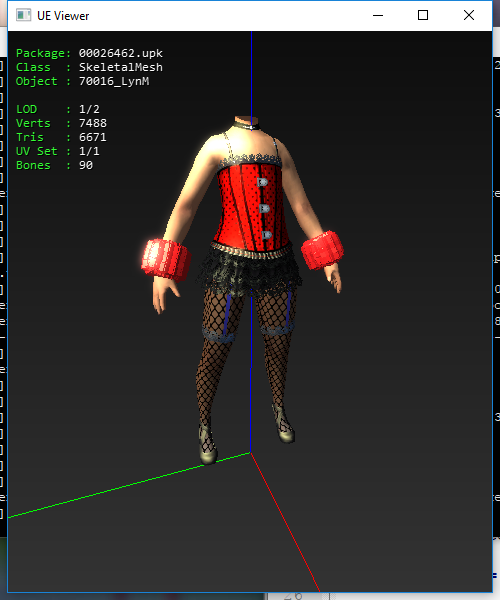 UE Viewer
Package: 00026462.upk
Class : SkeletalMesh
Object : 70016_LynM
LOD : 1/2
Verts : 7488
Tris : 6671
UV Set : 1/1
Bones : 90
26